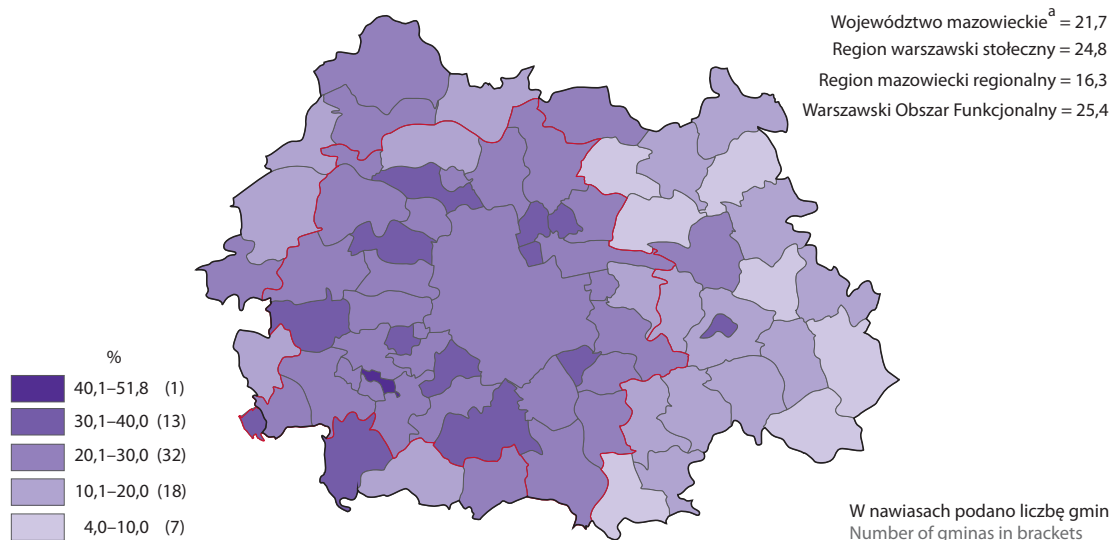 Województwo mazowieckieᵃ = 21,7
Region warszawski stołeczny = 24,8
Region mazowiecki regionalny = 16,3
Warszawski Obszar Funkcjonalny = 25,4
%
40,1–51,8 (1)
30,1–40,0 (13)
20,1–30,0 (32)
10,1–20,0 (18)
4,0–10,0 (7)
W nawiasach podano liczbę gmin
Number of gminas in brackets